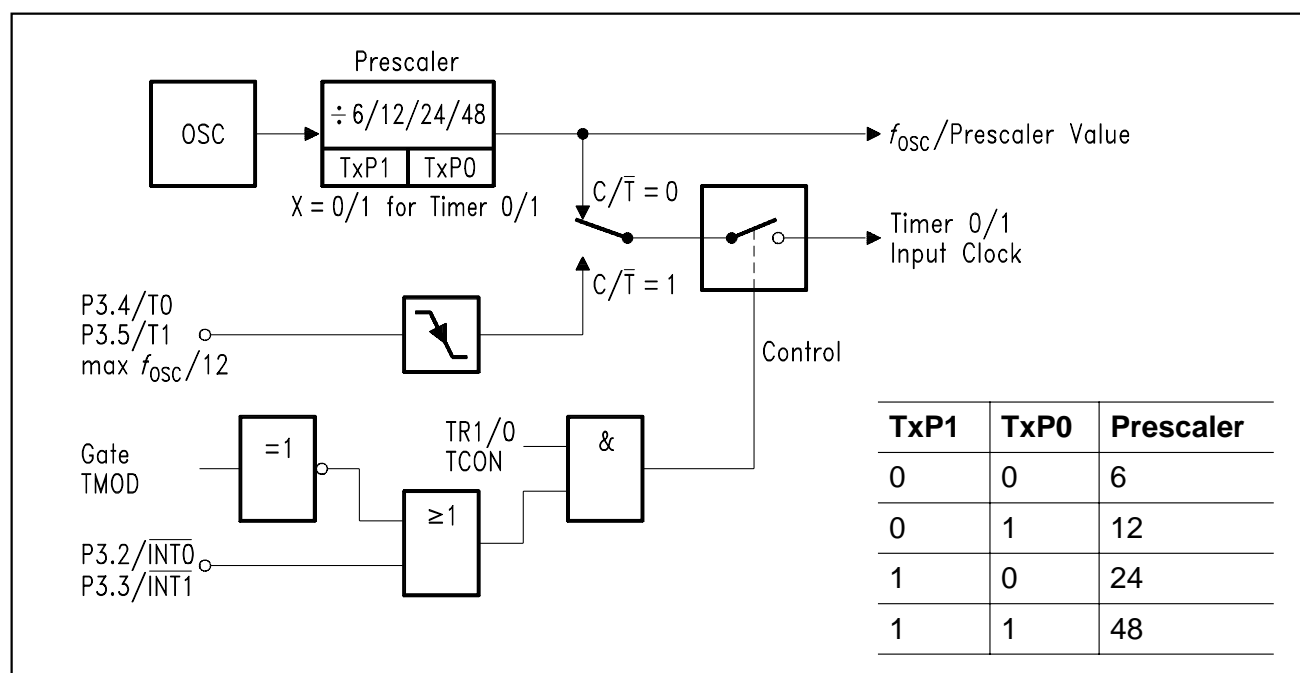 Prescaler
OSC
÷ 6/12/24/48
TxP1 TxP0
X = 0/1 for Timer 0/1
f_OSC/Prescaler Value
C/T̅ = 0
Timer 0/1
Input Clock
C/T̅ = 1
P3.4/T0
P3.5/T1
max f_OSC/12
Control
Gate
TMOD
=1
TR1/0
TCON
&
≥1
P3.2/I̅N̅T̅0̅
P3.3/I̅N̅T̅1̅
TxP1 TxP0 Prescaler
0 0 6
0 1 12
1 0 24
1 1 48